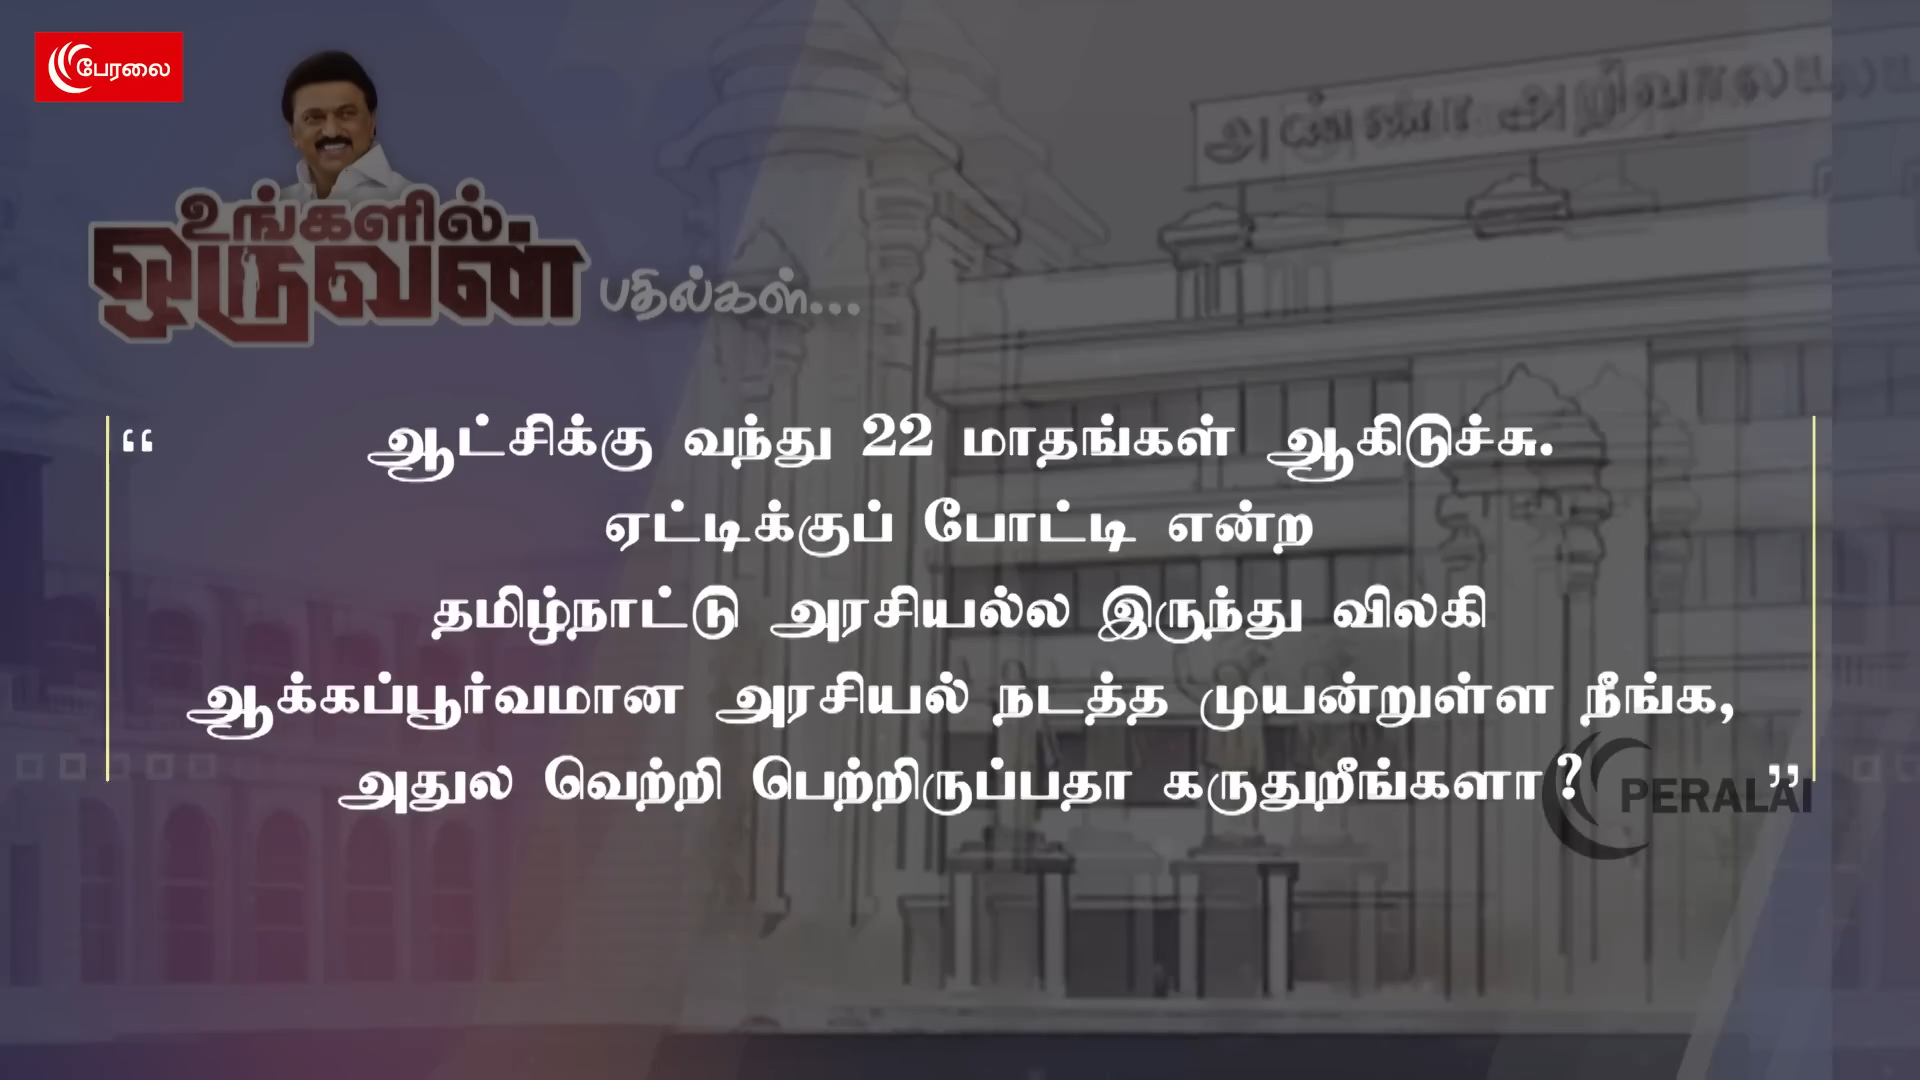 பேரலை
உங்களில்
ஒருவன்
பதில்கள்...
அண்ணா அறிவாலயம்
“ ஆட்சிக்கு வந்து 22 மாதங்கள் ஆகிடுச்சு.
ஏட்டிக்குப் போட்டி என்ற
தமிழ்நாட்டு அரசியல்ல இருந்து விலகி
ஆக்கப்பூர்வமான அரசியல் நடத்த முயன்றுள்ள நீங்க,
அதுல வெற்றி பெற்றிருப்பதா கருதுறீங்களா? ”
PERALAI